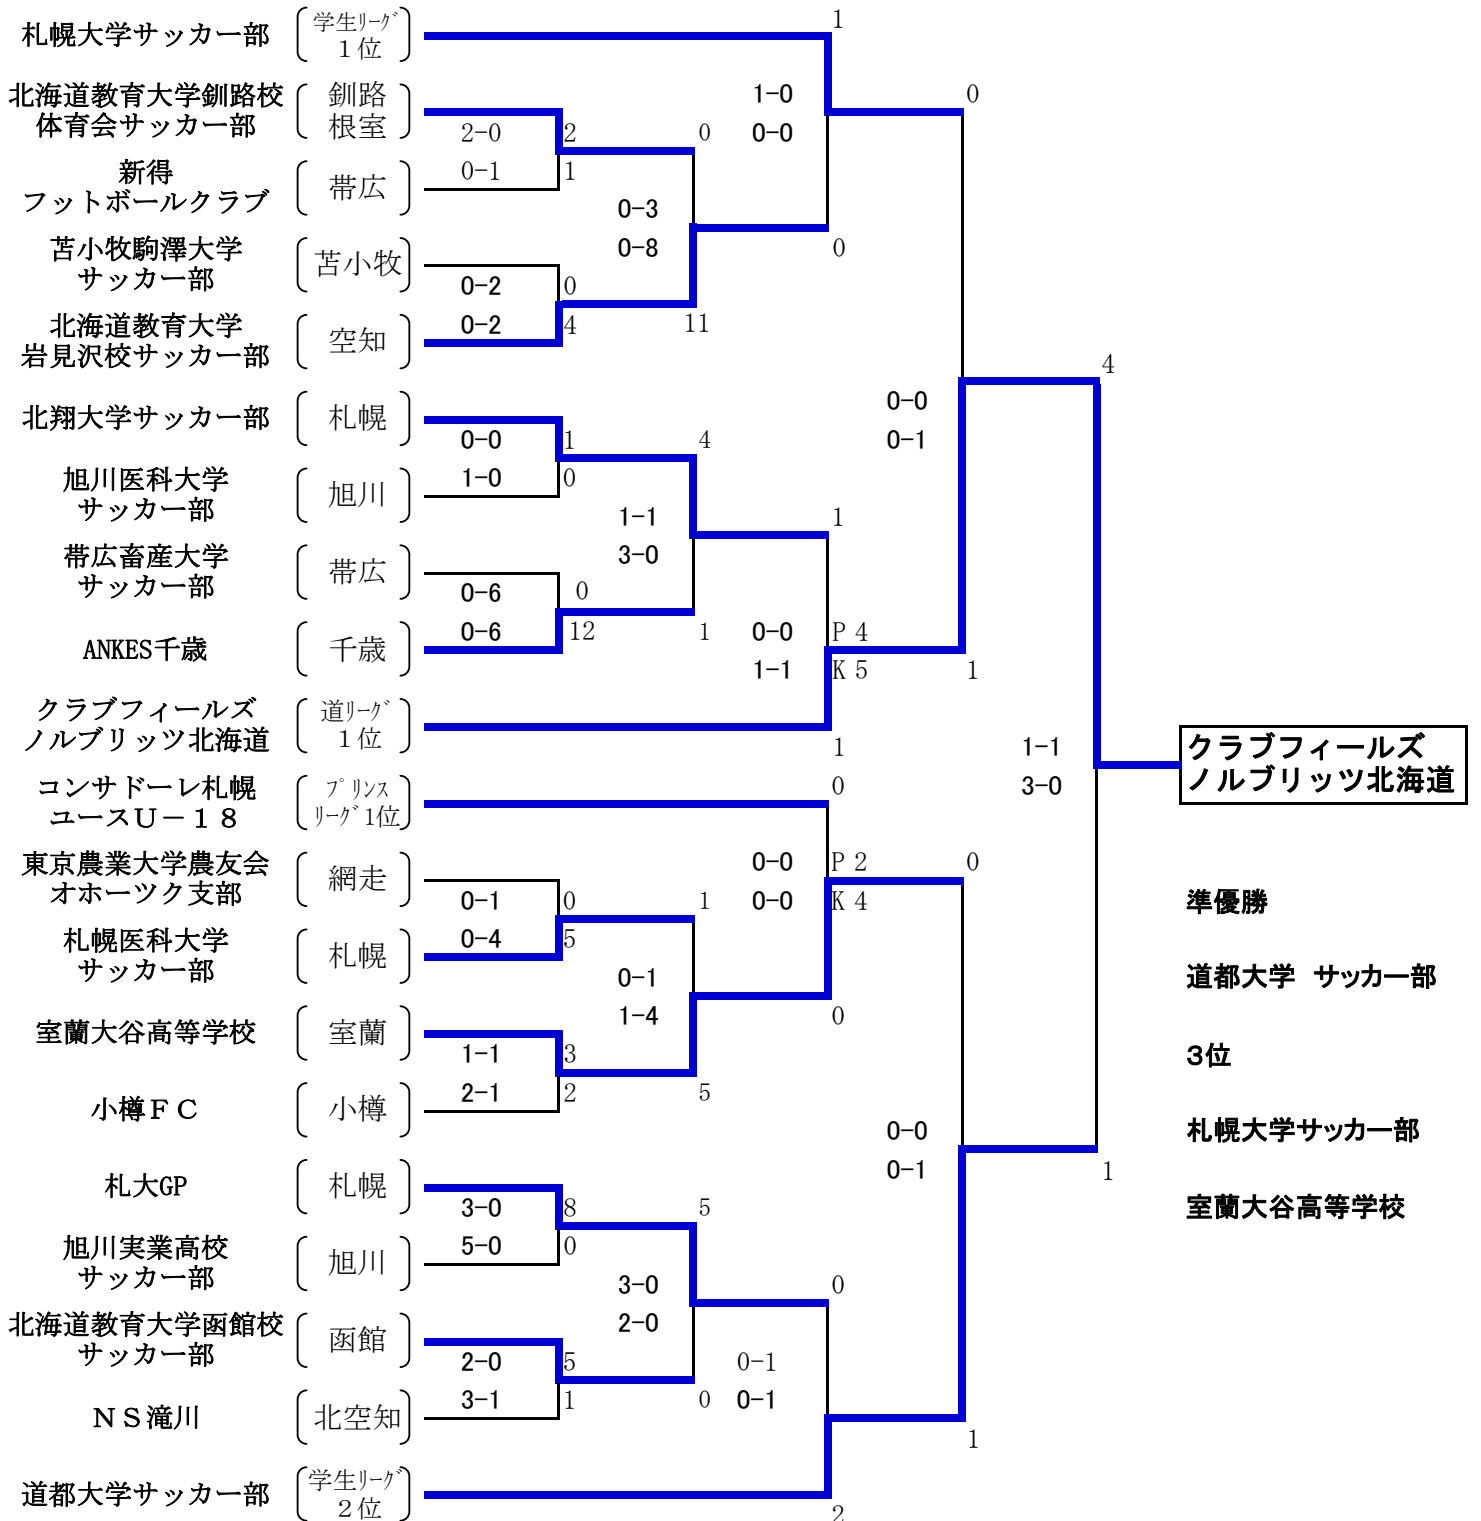 札幌大学サッカー部
学生リーグ
１位
1
北海道教育大学釧路校
体育会サッカー部
釧路
根室
2-0
2
0
1-0
0-0
0
新得
フットボールクラブ
帯広
0-1
1
0-3
0-8
0
苫小牧駒澤大学
サッカー部
苫小牧
0-2
0
北海道教育大学
岩見沢校サッカー部
空知
0-2
4
11
4
0-0
0-1
北翔大学サッカー部
札幌
0-0
1
4
旭川医科大学
サッカー部
旭川
1-0
0
1-1
3-0
1
帯広畜産大学
サッカー部
帯広
0-6
0
ANKES千歳
千歳
0-6
12
1
0-0
1-1
P 4
K 5
1
クラブフィールズ
ノルブリッツ北海道
道リーグ
１位
1
1-1
3-0
クラブフィールズ
ノルブリッツ北海道
コンサドーレ札幌
ユースＵ－１８
プリンス
リーグ1位
0
東京農業大学農友会
オホーツク支部
網走
0-1
0
1
0-0
0-0
P 2
K 4
0
準優勝
札幌医科大学
サッカー部
札幌
0-4
5
0-1
1-4
0
道都大学 サッカー部
室蘭大谷高等学校
室蘭
1-1
3
３位
小樽ＦＣ
小樽
2-1
2
5
0-0
0-1
1
札幌大学サッカー部
札大GP
札幌
3-0
8
5
室蘭大谷高等学校
旭川実業高校
サッカー部
旭川
5-0
0
3-0
2-0
0
北海道教育大学函館校
サッカー部
函館
2-0
5
0-1
0-1
ＮＳ滝川
北空知
3-1
1
0
1
道都大学サッカー部
学生リーグ
２位
2